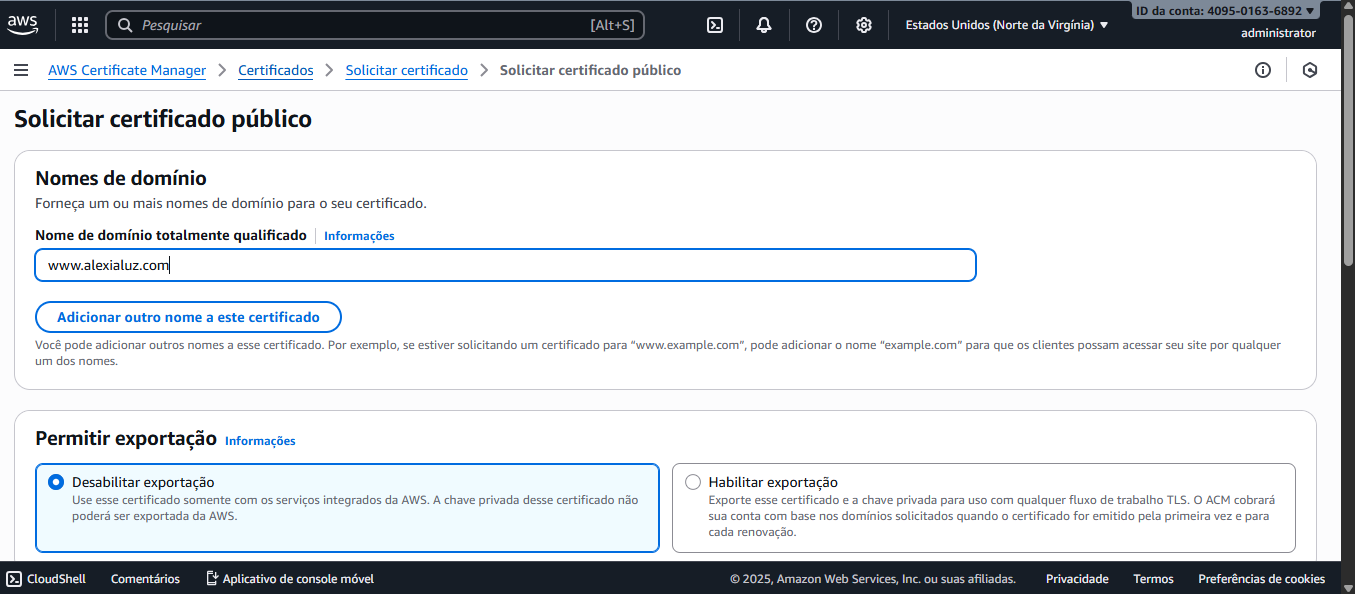 aws
Pesquisar [Alt+S] Estados Unidos (Norte da Virgínia) ID da conta: 4095-0163-6892
administrator
AWS Certificate Manager Certificados Solicitar certificado Solicitar certificado público
Solicitar certificado público
Nomes de domínio
Forneça um ou mais nomes de domínio para o seu certificado.
Nome de domínio totalmente qualificado Informações
www.alexialuz.com
Adicionar outro nome a este certificado
Você pode adicionar outros nomes a esse certificado. Por exemplo, se estiver solicitando um certificado para “www.example.com”, pode adicionar o nome “example.com” para que os clientes possam acessar seu site por qualquer
um dos nomes.
Permitir exportação Informações
Desabilitar exportação
Use esse certificado somente com os serviços integrados da AWS. A chave privada desse certificado não
poderá ser exportada da AWS.
Habilitar exportação
Exporte esse certificado e a chave privada para uso com qualquer fluxo de trabalho TLS. O ACM cobrará
sua conta com base nos domínios solicitados quando o certificado for emitido pela primeira vez e para
cada renovação.
CloudShell Comentários Aplicativo de console móvel © 2025, Amazon Web Services, Inc. ou suas afiliadas. Privacidade Termos Preferências de cookies